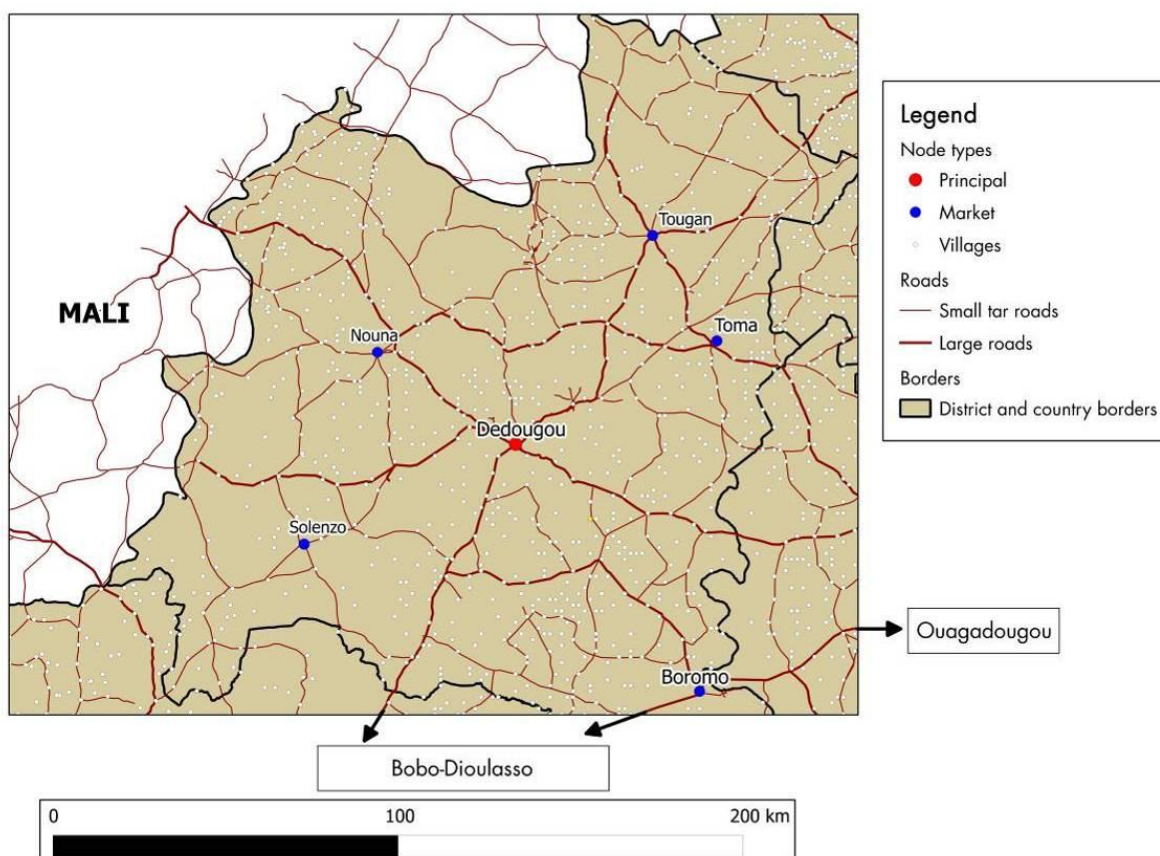 Tougan
MALI
Nouna
Toma
Dedougou
Solenzo
Boromo
Legend
Node types
Principal
Market
Villages
Roads
Small tar roads
Large roads
Borders
District and country borders
Ouagadougou
Bobo-Dioulasso
0 100 200 km